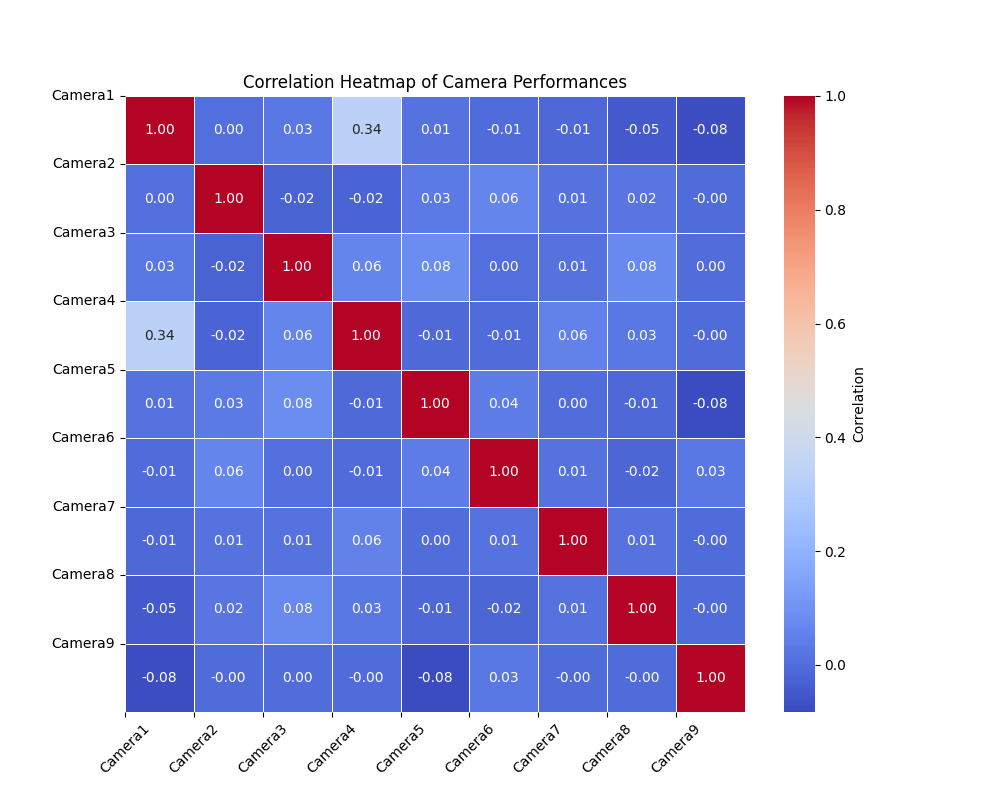 Correlation Heatmap of Camera Performances
Camera1
1.00 0.00 0.03 0.34 0.01 -0.01 -0.01 -0.05 -0.08
Camera2
0.00 1.00 -0.02 -0.02 0.03 0.06 0.01 0.02 -0.00
Camera3
0.03 -0.02 1.00 0.06 0.08 0.00 0.01 0.08 0.00
Camera4
0.34 -0.02 0.06 1.00 -0.01 -0.01 0.06 0.03 -0.00
Camera5
0.01 0.03 0.08 -0.01 1.00 0.04 0.00 -0.01 -0.08
Camera6
-0.01 0.06 0.00 -0.01 0.04 1.00 0.01 -0.02 0.03
Camera7
-0.01 0.01 0.01 0.06 0.00 0.01 1.00 0.01 -0.00
Camera8
-0.05 0.02 0.08 0.03 -0.01 -0.02 0.01 1.00 -0.00
Camera9
-0.08 -0.00 0.00 -0.00 -0.08 0.03 -0.00 -0.00 1.00
Camera1 Camera2 Camera3 Camera4 Camera5 Camera6 Camera7 Camera8 Camera9
1.0
0.8
0.6
0.4
0.2
0.0
Correlation